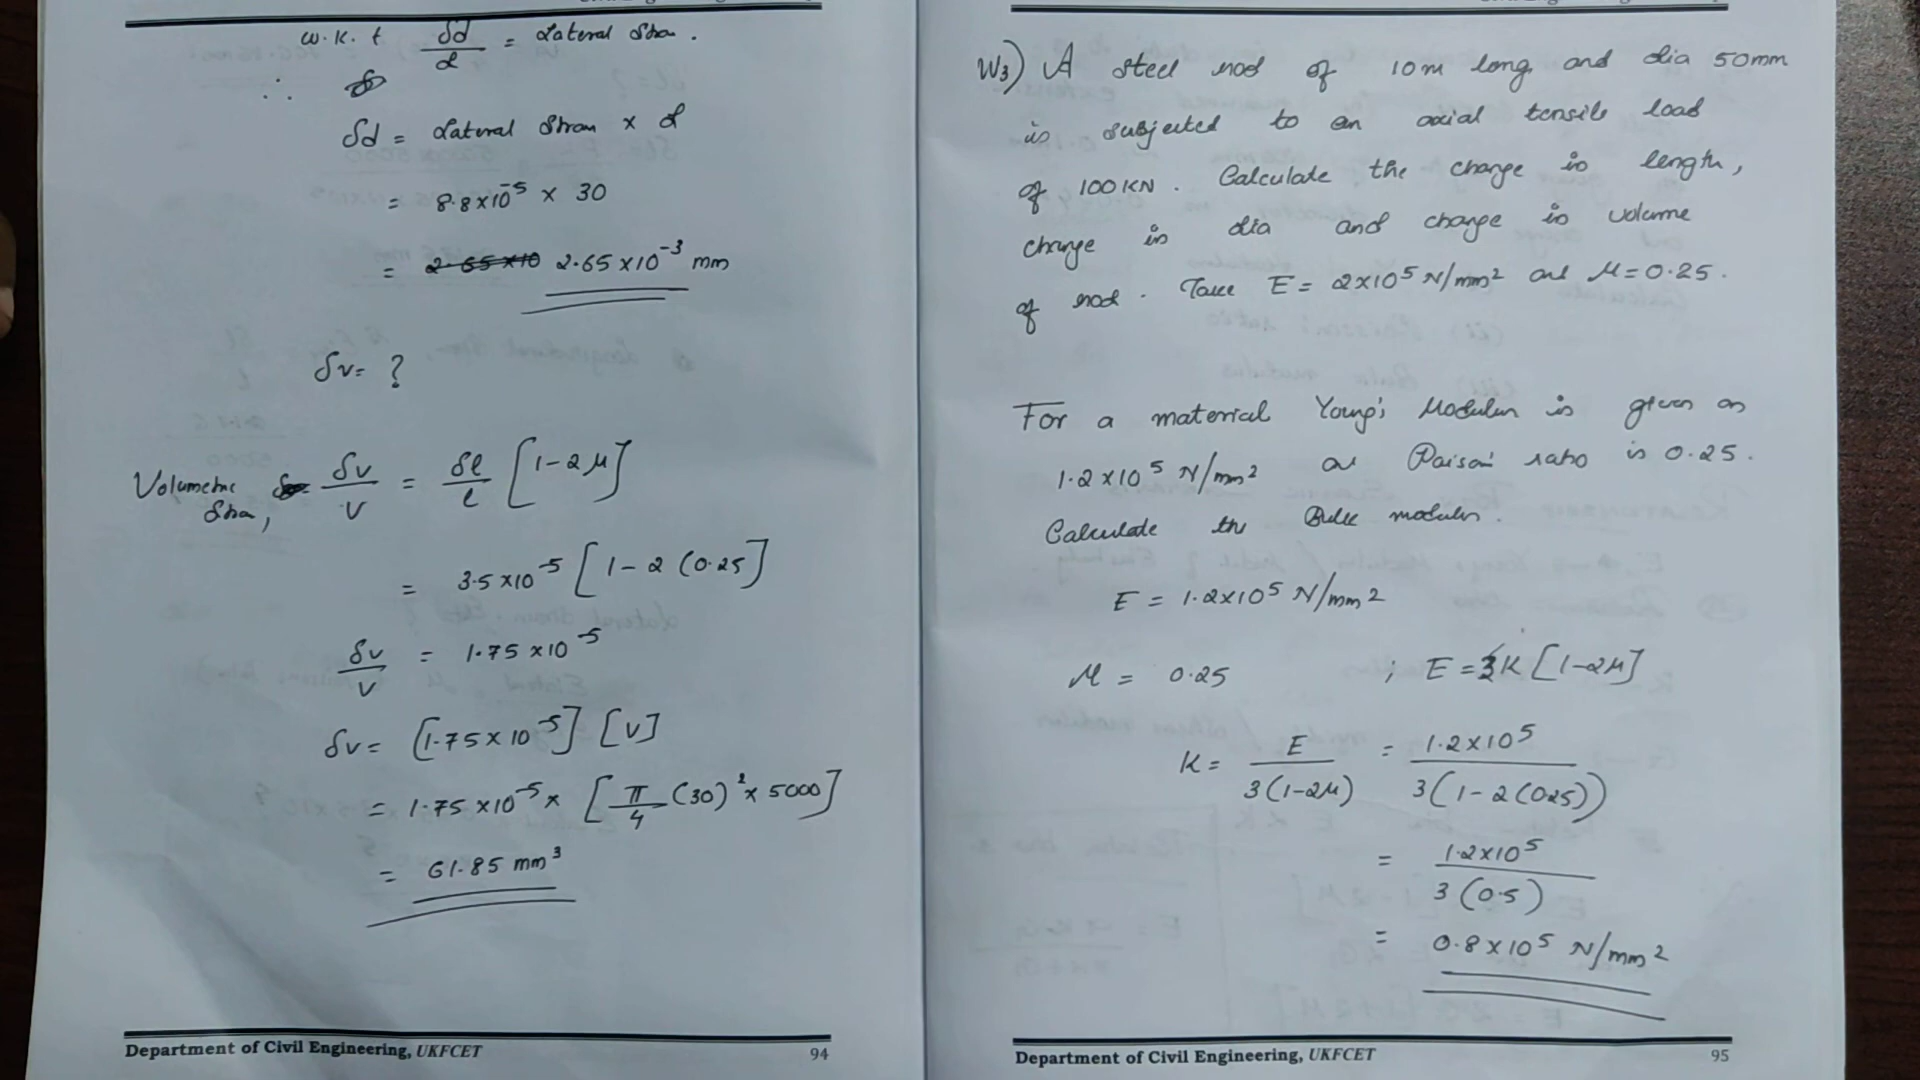 w.k.t δd/d = Lateral Stra.
∴
δd = Lateral Stran × d
= 8.8×10⁻⁵ × 30
= 2.65×10 2.65×10⁻³ mm
δv= ?
Volumetric Stra, δv/V = δl/l [1-2μ]
= 3.5×10⁻⁵ [1-2(0.25]
δv/V = 1.75×10⁻⁵
δv= [1.75×10⁻⁵] [V]
= 1.75×10⁻⁵× [π/4 (30)²× 5000]
= 61.85 mm³
Department of Civil Engineering, UKFCET 94
W3) A steel rod of 10m long and dia 50mm
is subjected to an axial tensile load
of 100KN. Calculate the change in length,
change in dia and change in volume
of rod. Take E= 2×10⁵ N/mm² and μ=0.25.
For a material Young's Modulus is given as
1.2×10⁵ N/mm² and Poison' ratio is 0.25.
Calculate the Bulk modulus.
E = 1.2×10⁵ N/mm²
μ = 0.25 ; E =3K [1-2μ]
K= E/3(1-2μ) = 1.2×10⁵/3(1-2(0.25))
= 1.2×10⁵/3(0.5)
= 0.8×10⁵ N/mm²
Department of Civil Engineering, UKFCET 95